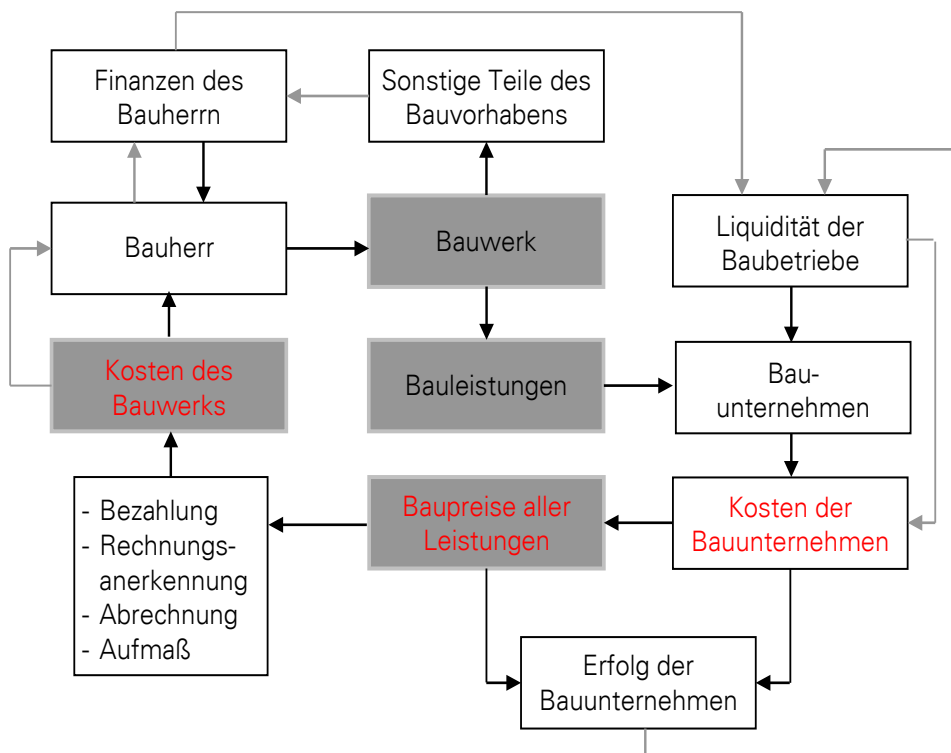 Finanzen des
Bauherrn
Sonstige Teile des
Bauvorhabens
Bauherr
Bauwerk
Liquidität der
Baubetriebe
Kosten des
Bauwerks
Bauleistungen
Bau-
unternehmen
- Bezahlung
- Rechnungs-
anerkennung
- Abrechnung
- Aufmaß
Baupreise aller
Leistungen
Kosten der
Bauunternehmen
Erfolg der
Bauunternehmen